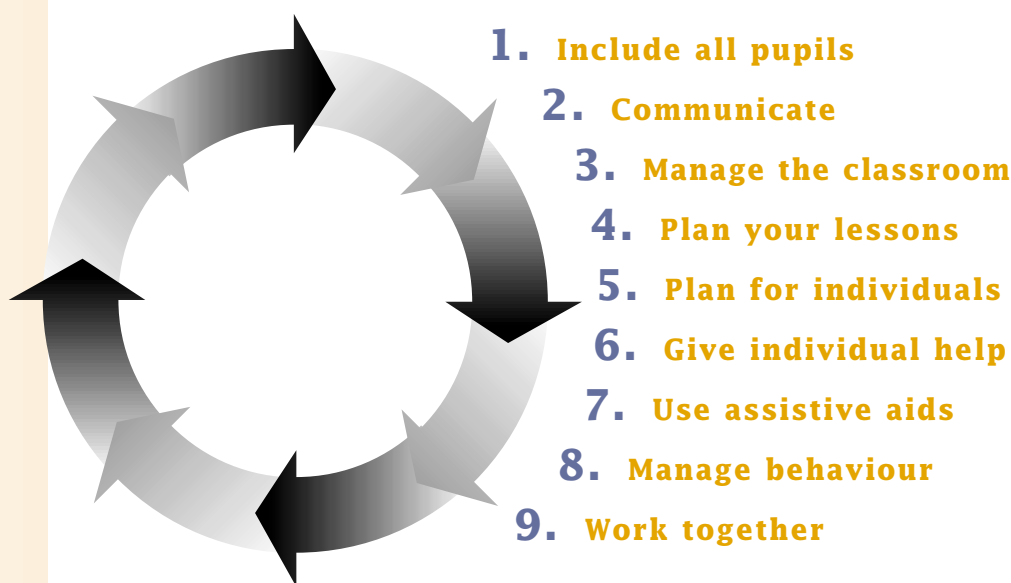 1. Include all pupils
2. Communicate
3. Manage the classroom
4. Plan your lessons
5. Plan for individuals
6. Give individual help
7. Use assistive aids
8. Manage behaviour
9. Work together